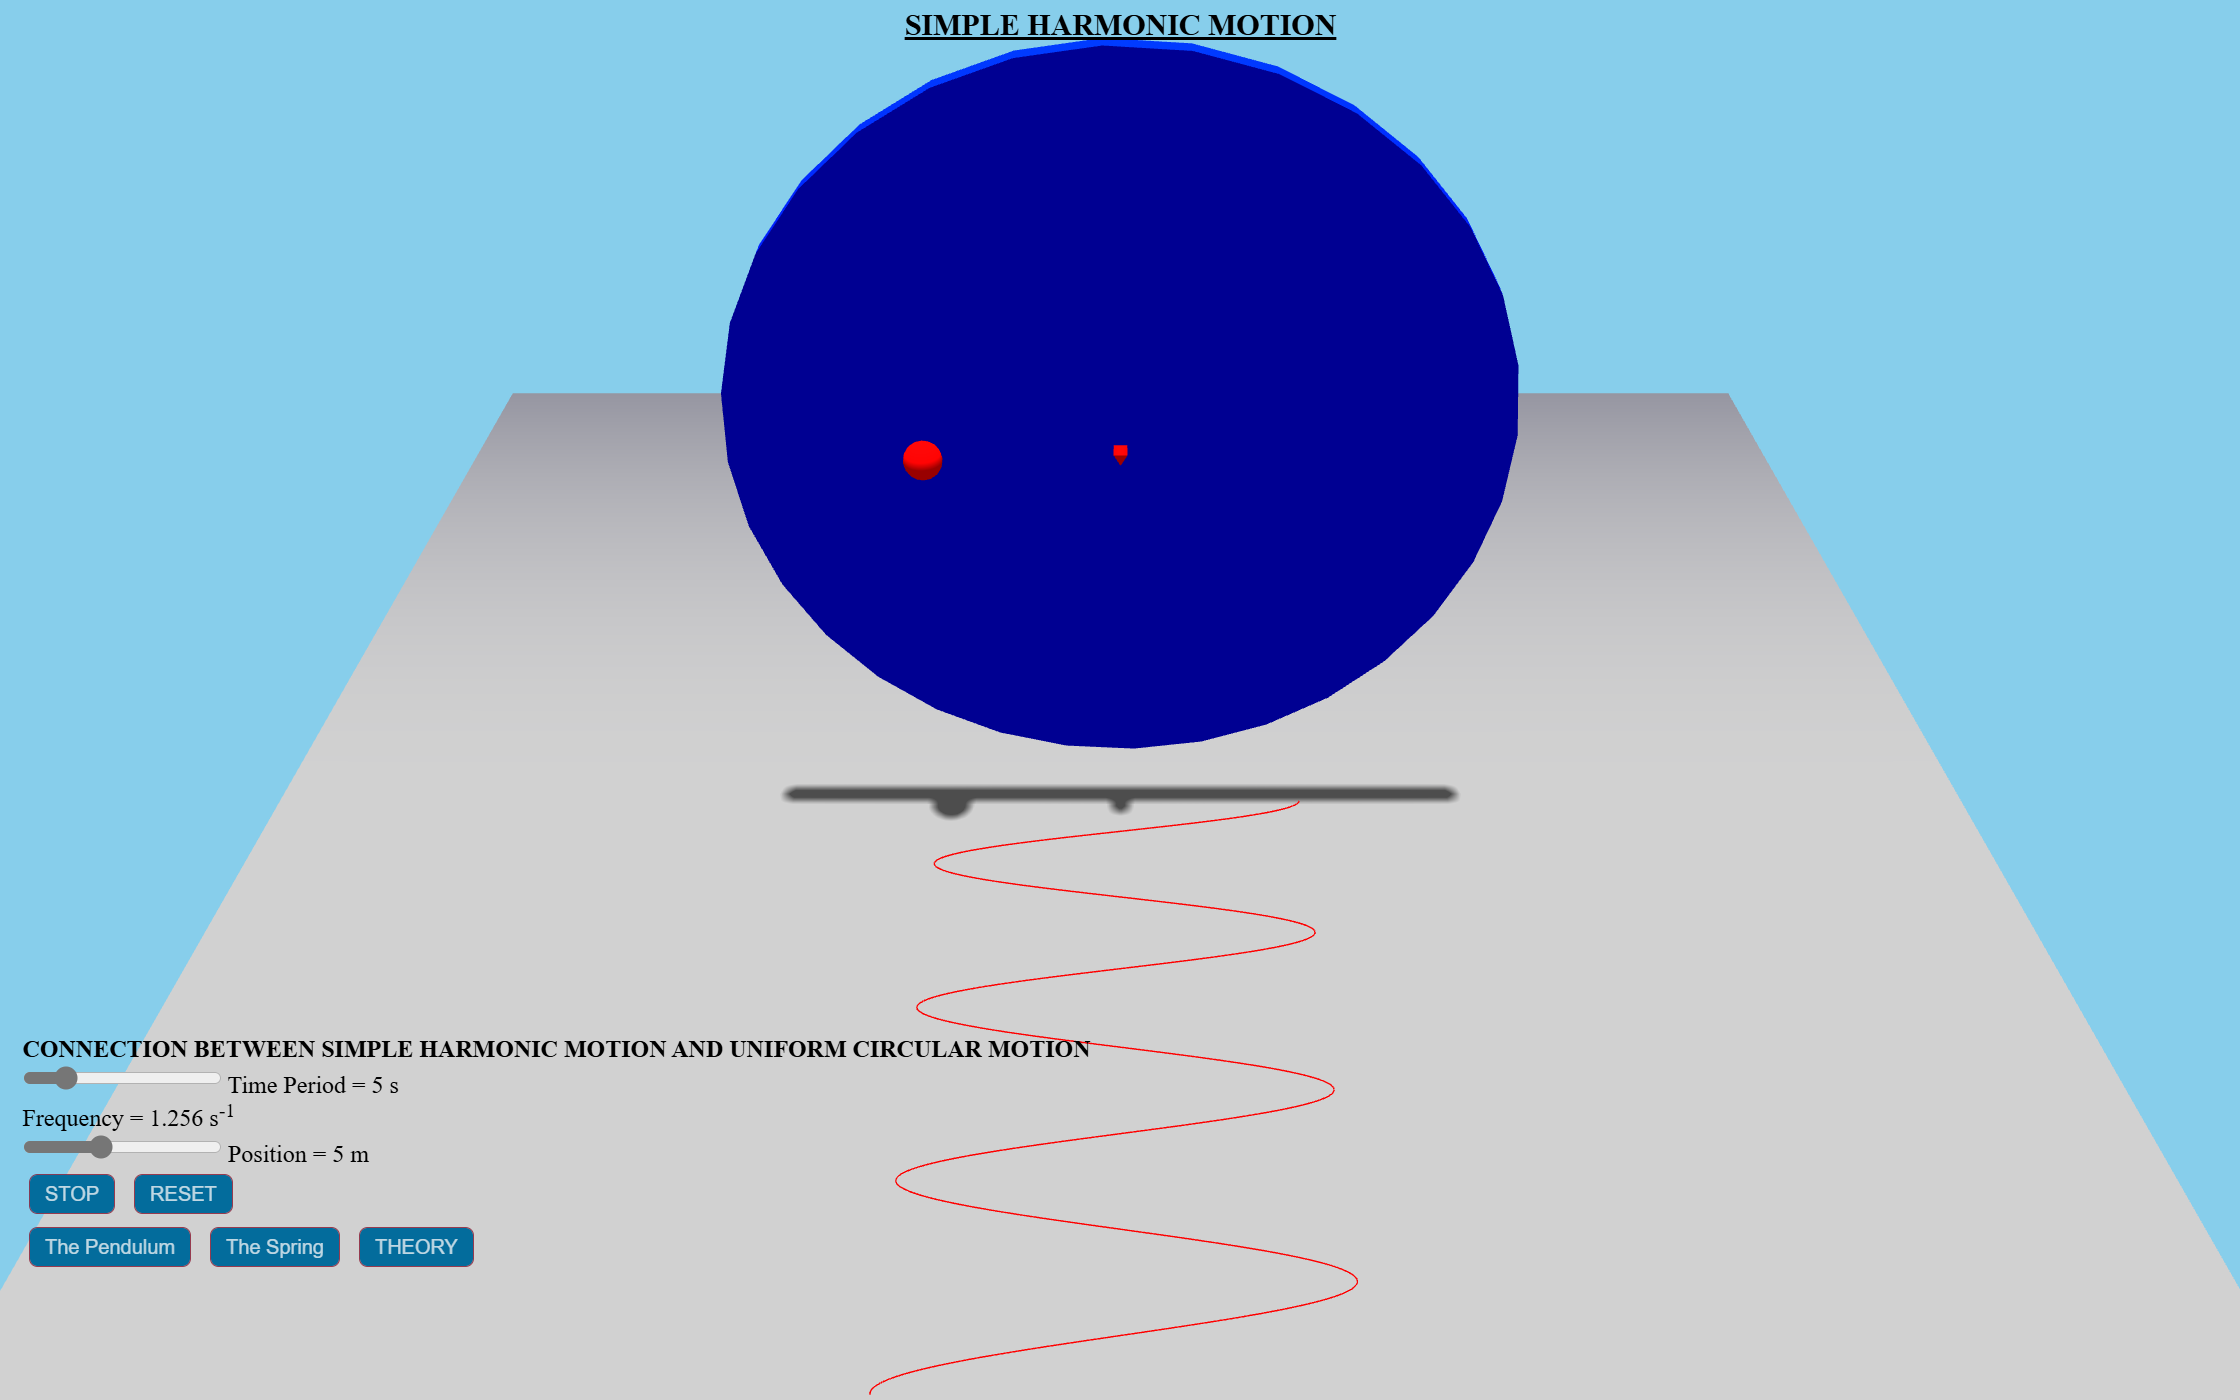 SIMPLE HARMONIC MOTION
CONNECTION BETWEEN SIMPLE HARMONIC MOTION AND UNIFORM CIRCULAR MOTION
Time Period = 5 s
Frequency = 1.256 s-1
Position = 5 m
STOP RESET
The Pendulum The Spring THEORY